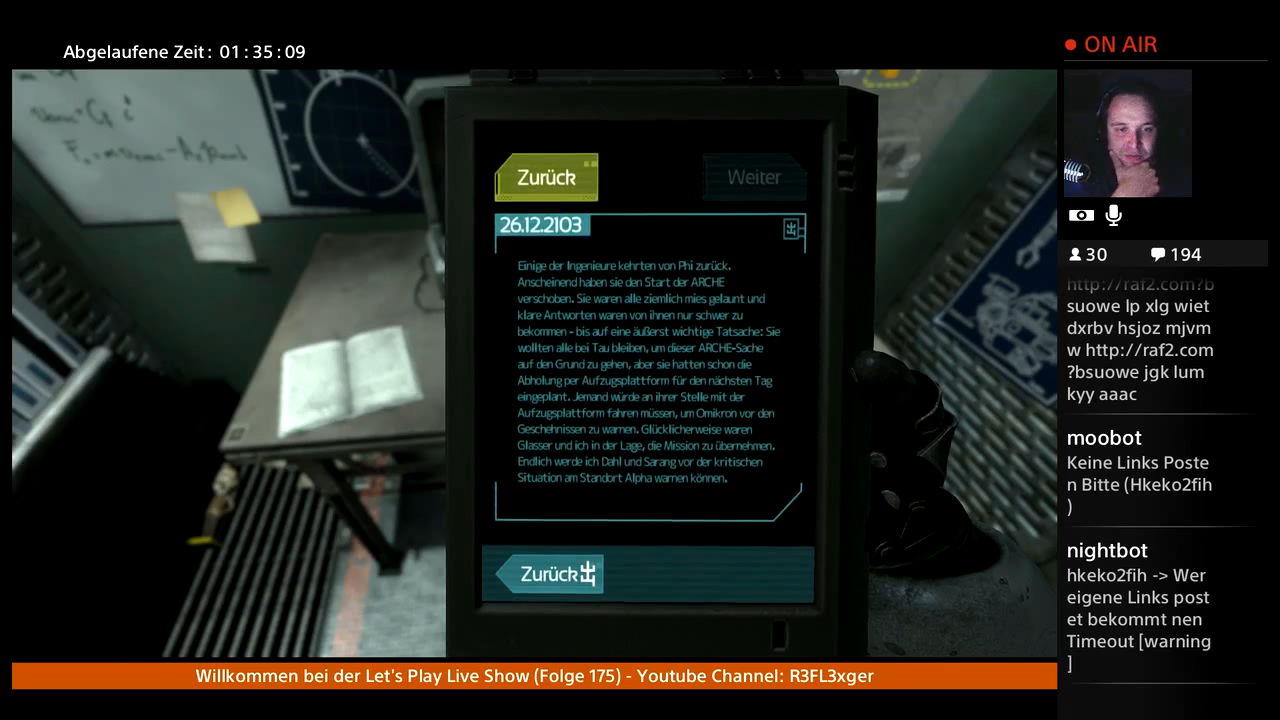 Abgelaufene Zeit: 01:35:09
ON AIR
Zurück
Weiter
26.12.2103
Einige der Ingenieure kehrten von Phi zurück.
Anscheinend haben sie den Start der ARCHE
verschoben. Sie waren alle ziemlich mies gelaunt und
klare Antworten waren von ihnen nur schwer zu
bekommen - bis auf eine äußerst wichtige Tatsache: Sie
wollten alle bei Tau bleiben, um dieser ARCHE-Sache
auf den Grund zu gehen, aber sie hatten schon die
Abholung per Aufzugsplattform für den nächsten Tag
eingeplant. Jemand würde an ihrer Stelle mit der
Aufzugsplattform fahren müssen, um Omikron vor den
Geschehnissen zu warnen. Glücklicherweise waren
Glasser und ich in der Lage, die Mission zu übernehmen.
Endlich werde ich Dahl und Sarang vor der kritischen
Situation am Standort Alpha warnen können.
Zurück
30 194
http://raf2.com?b
suowe lp xlg wiet
dxrbv hsjoz mjvm
w http://raf2.com
?bsuowe jgk lum
kyy aaac
moobot
Keine Links Poste
n Bitte (Hkeko2fih
)
nightbot
hkeko2fih -> Wer
eigene Links post
et bekommt nen
Timeout [warning
]
Willkommen bei der Let's Play Live Show (Folge 175) - Youtube Channel: R3FL3xger